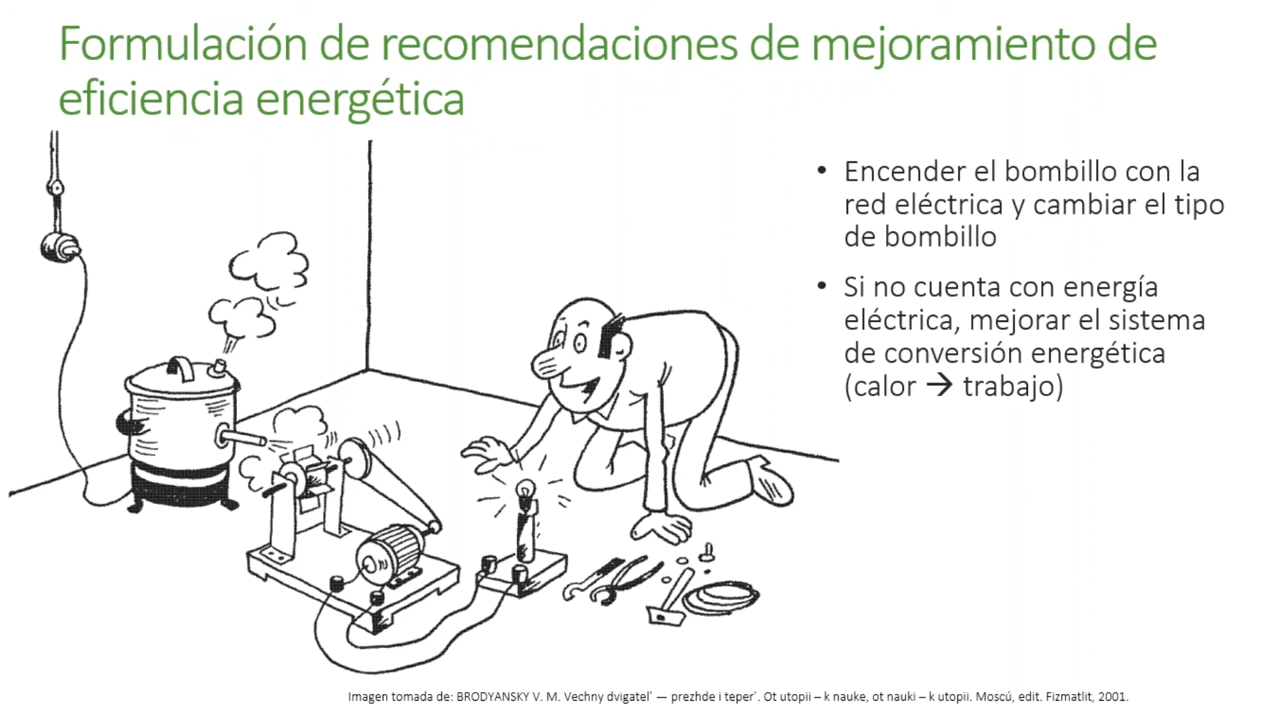 Formulación de recomendaciones de mejoramiento de
eficiencia energética
• Encender el bombillo con la
red eléctrica y cambiar el tipo
de bombillo
• Si no cuenta con energía
eléctrica, mejorar el sistema
de conversión energética
(calor → trabajo)
Imagen tomada de: BRODYANSKY V. M. Vechny dvigatel’ — prezhde i teper’. Ot utopii – k nauke, ot nauki – k utopii. Moscú, edit. Fizmatlit, 2001.